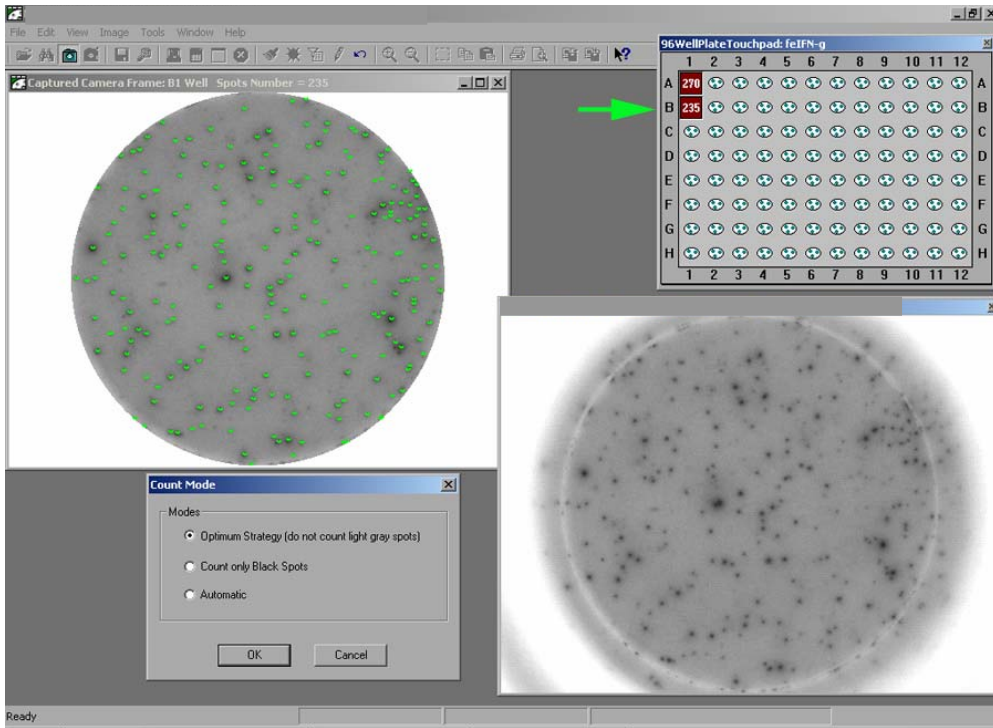 File Edit View Image Tools Window Help
Captured Camera Frame: B1 Well Spots Number = 235
96WellPlateTouchpad: feIFN-g
1 2 3 4 5 6 7 8 9 10 11 12
A 270 A
B 235 B
C C
D D
E E
F F
G G
H H
1 2 3 4 5 6 7 8 9 10 11 12
Count Mode
Modes
Optimum Strategy (do not count light gray spots)
Count only Black Spots
Automatic
OK Cancel
Ready